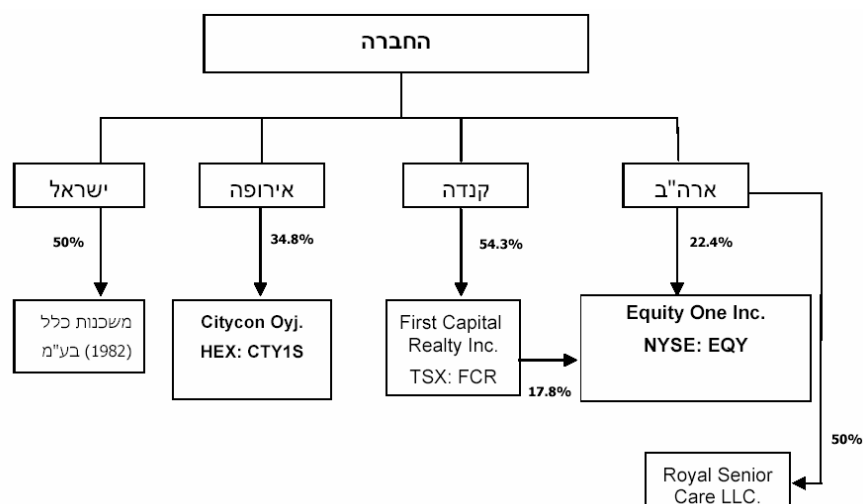 החברה
ישראל
אירופה
קנדה
ארה"ב
50%
34.8%
54.3%
22.4%
משכנות כלל
(1982) בע"מ
Citycon Oyj.
HEX: CTY1S
First Capital
Realty Inc.
TSX: FCR
17.8%
Equity One Inc.
NYSE: EQY
50%
Royal Senior
Care LLC.